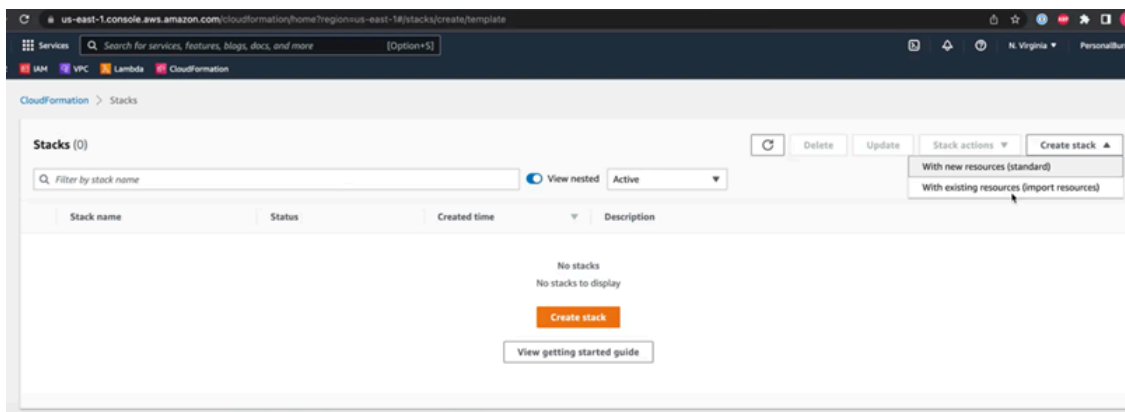 us-east-1.console.aws.amazon.com/cloudformation/home?region=us-east-1#/stacks/create/template
Services Search for services, features, blogs, docs, and more [Option+S] N. Virginia ▼ PersonalBur
IAM VPC Lambda CloudFormation
CloudFormation > Stacks
Stacks (0) Delete Update Stack actions ▼ Create stack ▲
With new resources (standard)
Filter by stack name View nested Active ▼
With existing resources (import resources)
Stack name Status Created time ▼ Description
No stacks
No stacks to display
Create stack
View getting started guide